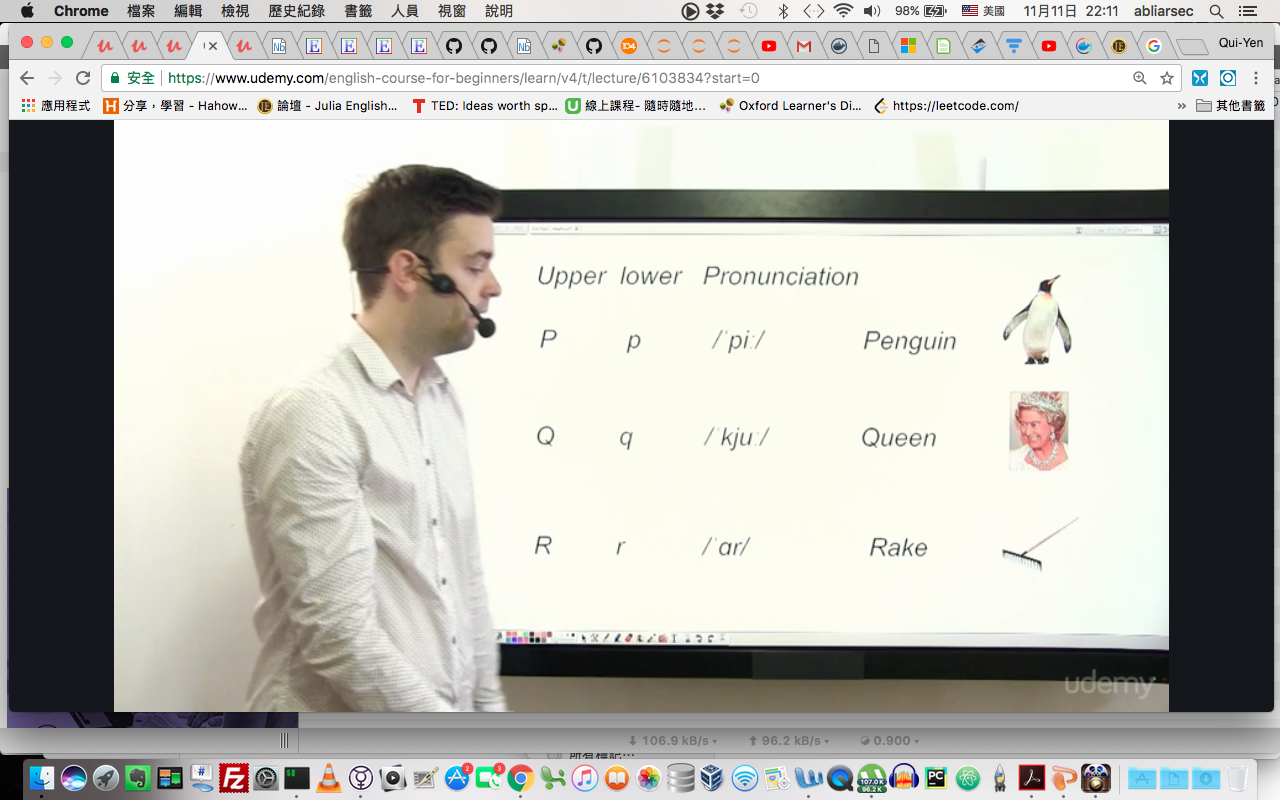 Chrome 檔案 編輯 檢視 歷史紀錄 書籤 人員 視窗 說明 98% 美國 11月11日 22:11 abliarsec
Qui-Yen
安全 https://www.udemy.com/english-course-for-beginners/learn/v4/t/lecture/6103834?start=0
應用程式 分享，學習 - Hahow... 論壇 - Julia English... TED: Ideas worth sp... 線上課程- 隨時隨地... Oxford Learner's Di... https://leetcode.com/ » 其他書籤
Upper lower Pronunciation
P p /ˈpiː/ Penguin
Q q /ˈkjuː/ Queen
R r /ˈɑr/ Rake
udemy
106.9 kB/s 96.2 kB/s 0.900